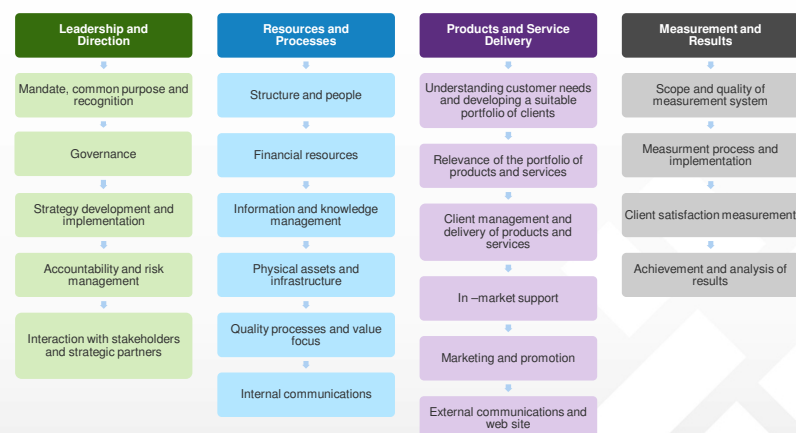 Leadership and
Direction
Mandate, common purpose and
recognition
Governance
Strategy development and
implementation
Accountability and risk
management
Interaction with stakeholders
and strategic partners
Resources and
Processes
Structure and people
Financial resources
Information and knowledge
management
Physical assets and
infrastructure
Quality processes and value
focus
Internal communications
Products and Service
Delivery
Understanding customer needs
and developing a suitable
portfolio of clients
Relevance of the portfolio of
products and services
Client management and
delivery of products and
services
In –market support
Marketing and promotion
External communications and
web site
Measurement and
Results
Scope and quality of
measurement system
Measurment process and
implementation
Client satisfaction measurement
Achievement and analysis of
results